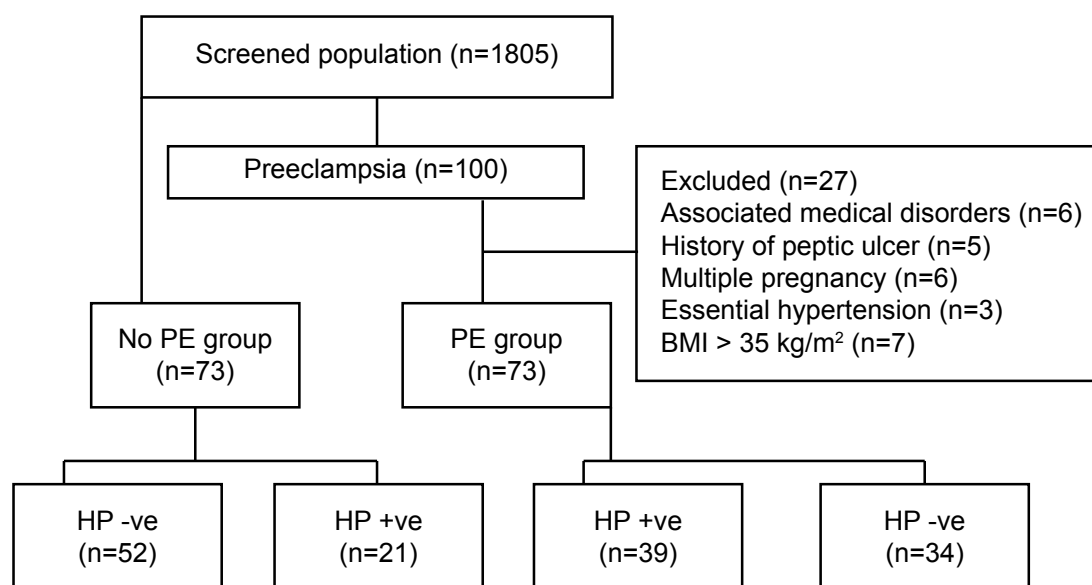 Screened population (n=1805)
Preeclampsia (n=100)
Excluded (n=27)
Associated medical disorders (n=6)
History of peptic ulcer (n=5)
Multiple pregnancy (n=6)
Essential hypertension (n=3)
BMI > 35 kg/m² (n=7)
No PE group
(n=73)
PE group
(n=73)
HP -ve
(n=52)
HP +ve
(n=21)
HP +ve
(n=39)
HP -ve
(n=34)